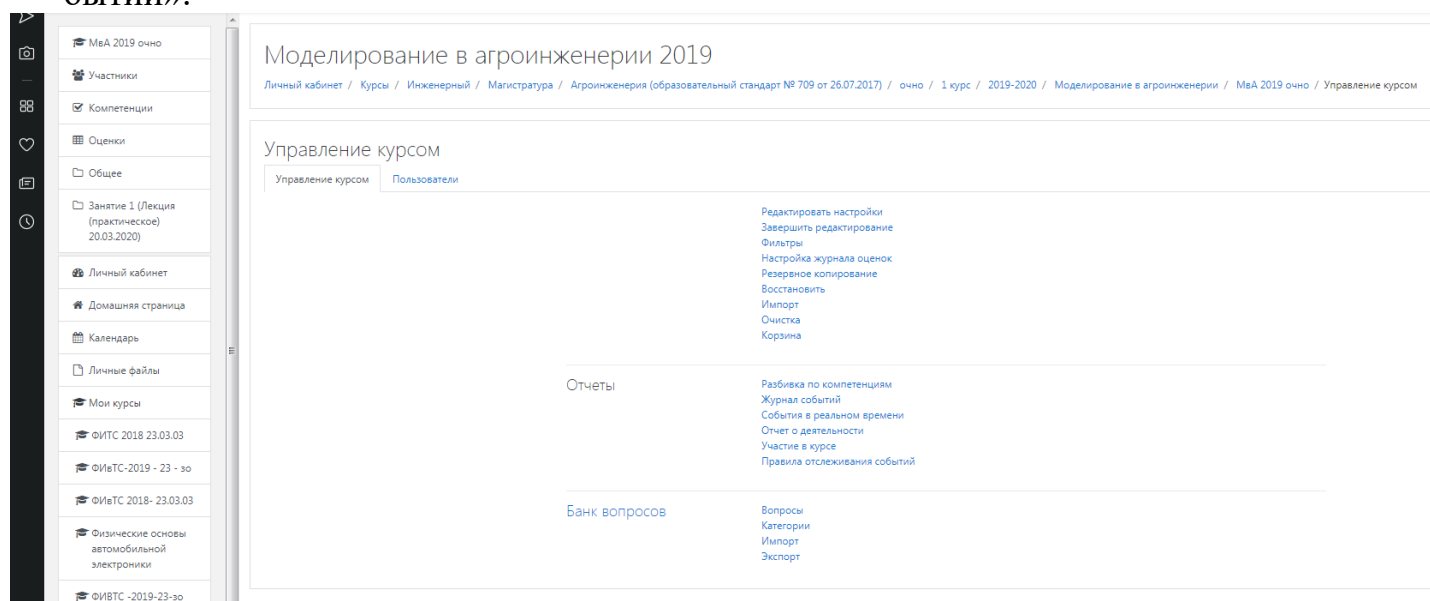 бытий».
МвА 2019 очно
Участники
Компетенции
Оценки
Общее
Занятие 1 (Лекция
(практическое)
20.03.2020)
Личный кабинет
Домашняя страница
Календарь
Личные файлы
Мои курсы
ФИТС 2018 23.03.03
ФИвТС-2019 - 23 - зо
ФИвТС 2018- 23.03.03
Физические основы
автомобильной
электроники
ФИВТС -2019-23-зо
Моделирование в агроинженерии 2019
Личный кабинет / Курсы / Инженерный / Магистратура / Агроинженерия (образовательный стандарт № 709 от 26.07.2017) / очно / 1 курс / 2019-2020 / Моделирование в агроинженерии / МвА 2019 очно / Управление курсом
Управление курсом
Управление курсом Пользователи
Редактировать настройки
Завершить редактирование
Фильтры
Настройка журнала оценок
Резервное копирование
Восстановить
Импорт
Очистка
Корзина
Отчеты
Разбивка по компетенциям
Журнал событий
События в реальном времени
Отчет о деятельности
Участие в курсе
Правила отслеживания событий
Банк вопросов
Вопросы
Категории
Импорт
Экспорт